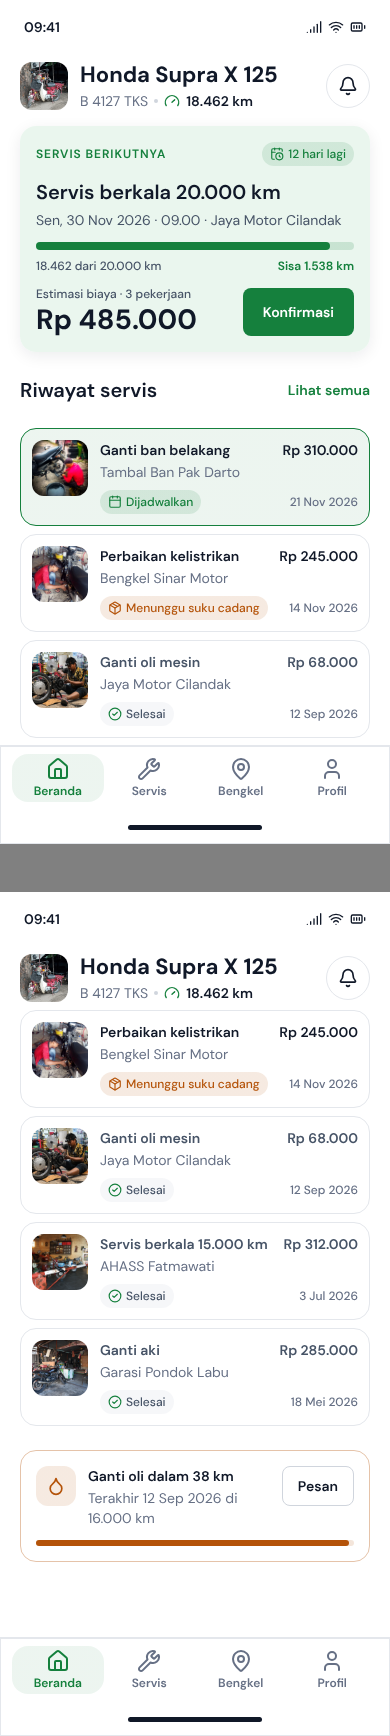 09:41
Honda Supra X 125
B 4127 TKS • 18.462 km
SERVIS BERIKUTNYA
12 hari lagi
Servis berkala 20.000 km
Sen, 30 Nov 2026 · 09.00 · Jaya Motor Cilandak
18.462 dari 20.000 km
Sisa 1.538 km
Estimasi biaya · 3 pekerjaan
Rp 485.000
Konfirmasi
Riwayat servis
Lihat semua
Ganti ban belakang
Rp 310.000
Tambal Ban Pak Darto
Dijadwalkan
21 Nov 2026
Perbaikan kelistrikan
Rp 245.000
Bengkel Sinar Motor
Menunggu suku cadang
14 Nov 2026
Ganti oli mesin
Rp 68.000
Jaya Motor Cilandak
Selesai
12 Sep 2026
Beranda
Servis
Bengkel
Profil
09:41
Honda Supra X 125
B 4127 TKS • 18.462 km
Perbaikan kelistrikan
Rp 245.000
Bengkel Sinar Motor
Menunggu suku cadang
14 Nov 2026
Ganti oli mesin
Rp 68.000
Jaya Motor Cilandak
Selesai
12 Sep 2026
Servis berkala 15.000 km
Rp 312.000
AHASS Fatmawati
Selesai
3 Jul 2026
Ganti aki
Rp 285.000
Garasi Pondok Labu
Selesai
18 Mei 2026
Ganti oli dalam 38 km
Terakhir 12 Sep 2026 di
16.000 km
Pesan
Beranda
Servis
Bengkel
Profil